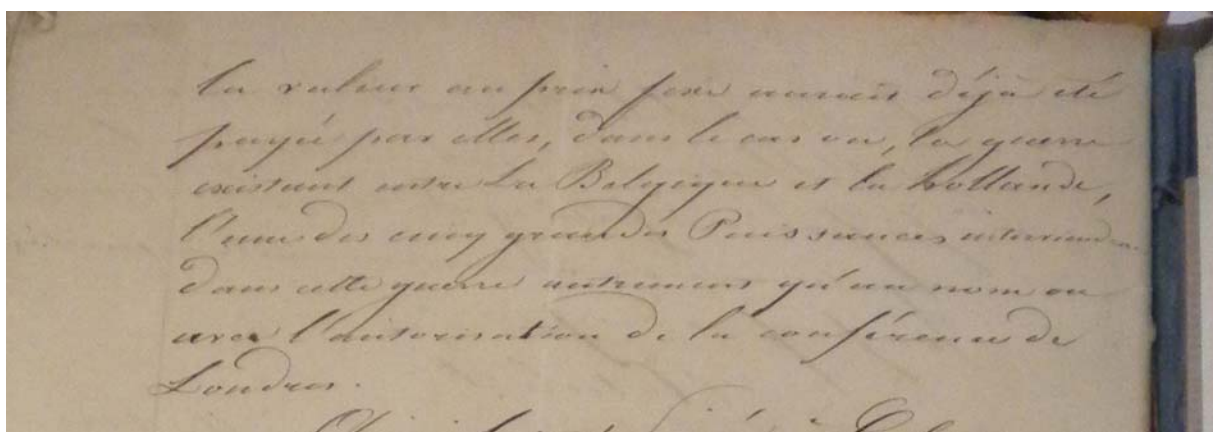 la valeur au prix fixé aurait déjà été
payée par elles, dans le cas où, la guerre
existant entre La Belgique et la hollande,
l'une des cinq grandes Puissances interviendra
dans cette guerre autrement qu'au nom ou
avec l'autorisation de la conférence de
Londres.